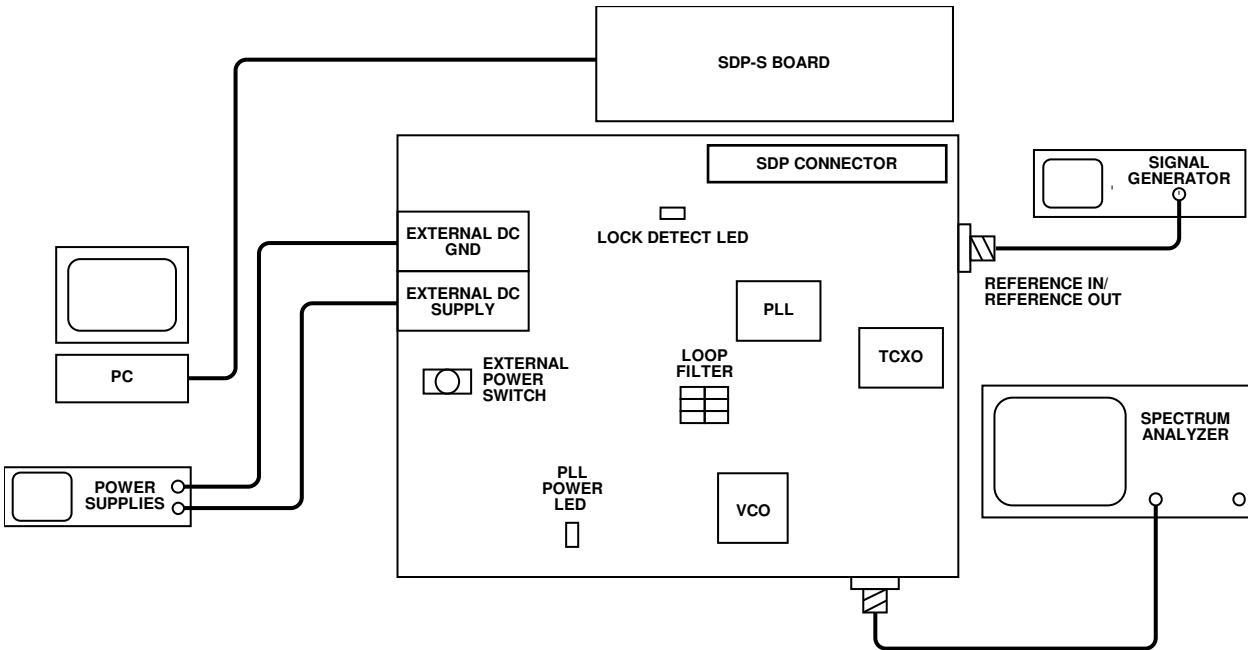 SDP-S BOARD
SDP CONNECTOR
SIGNAL
GENERATOR
EXTERNAL DC
GND
LOCK DETECT LED
EXTERNAL DC
SUPPLY
REFERENCE IN/
REFERENCE OUT
PLL
TCXO
PC
EXTERNAL
POWER
SWITCH
LOOP
FILTER
SPECTRUM
ANALYZER
POWER
SUPPLIES
PLL
POWER
LED
VCO